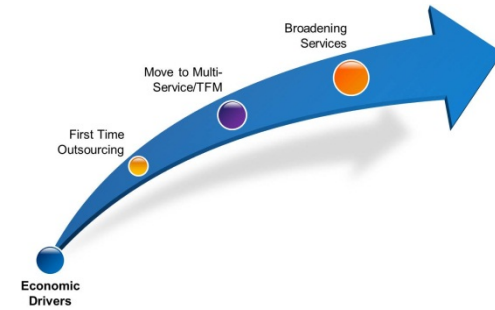 Broadening
Services
Move to Multi-
Service/TFM
First Time
Outsourcing
Economic
Drivers